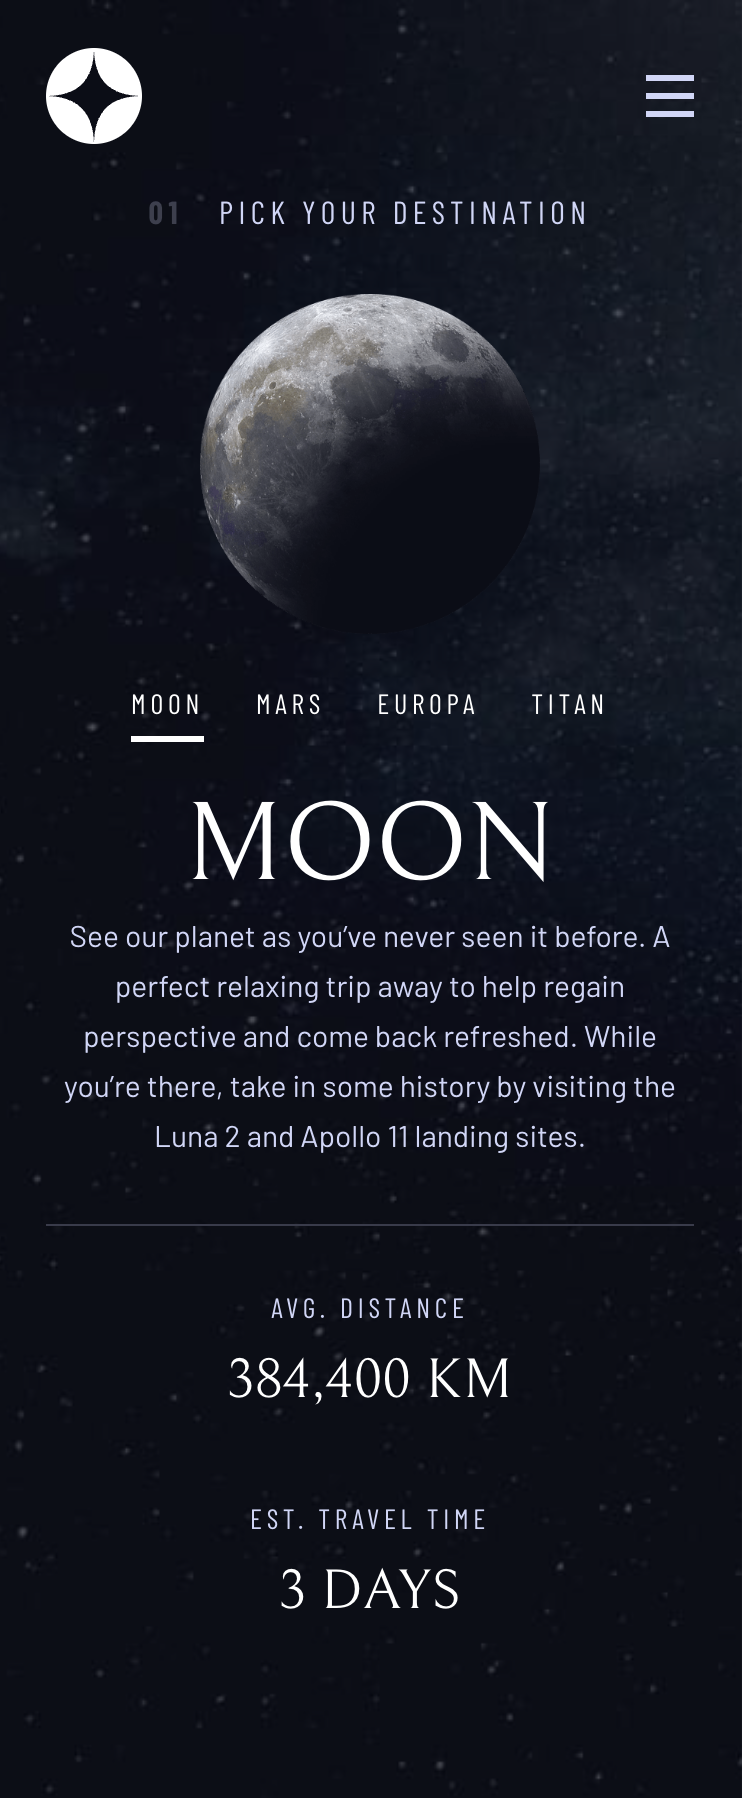 01 PICK YOUR DESTINATION
MOON MARS EUROPA TITAN
MOON
See our planet as you’ve never seen it before. A
perfect relaxing trip away to help regain
perspective and come back refreshed. While
you’re there, take in some history by visiting the
Luna 2 and Apollo 11 landing sites.
AVG. DISTANCE
384,400 KM
EST. TRAVEL TIME
3 DAYS